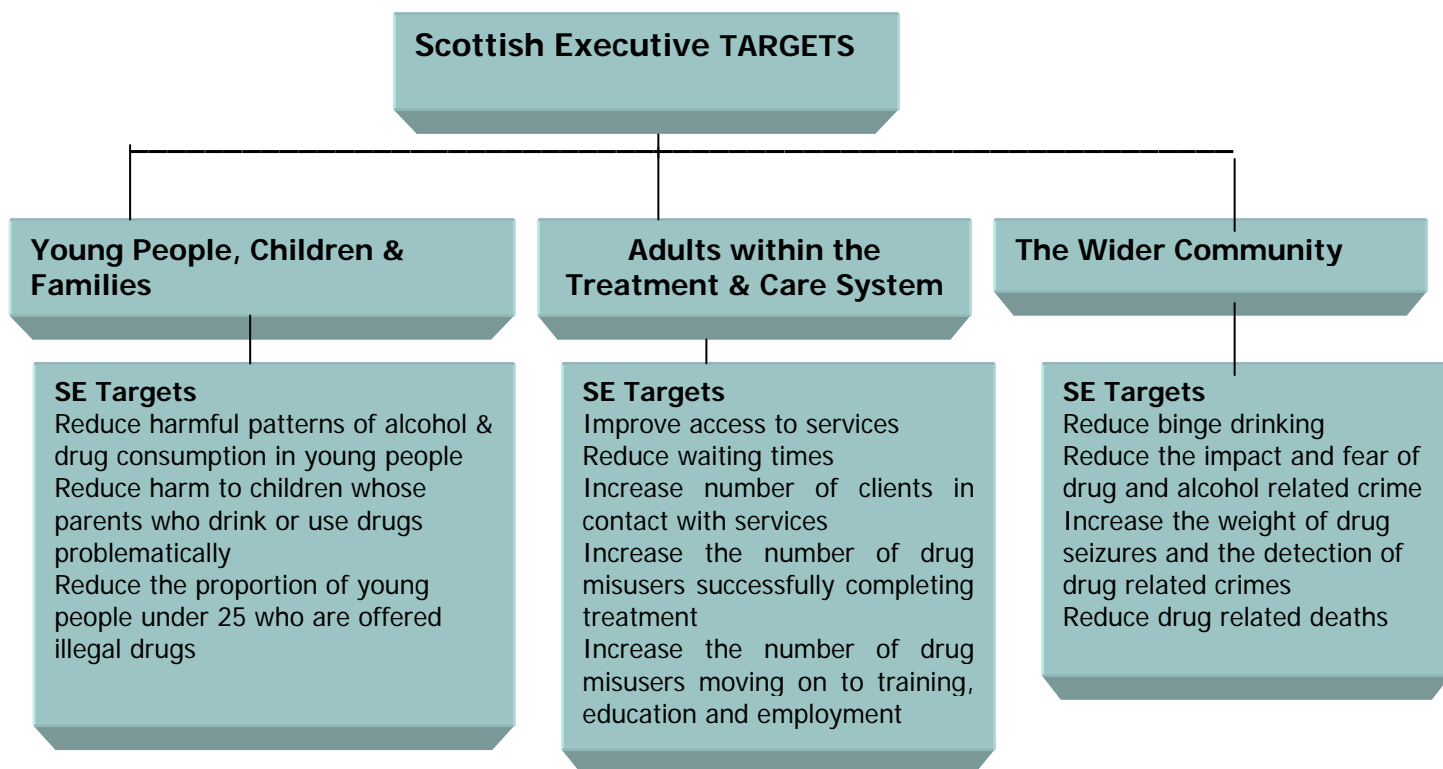 Scottish Executive TARGETS
Young People, Children &
Families
Adults within the
Treatment & Care System
The Wider Community
SE Targets
Reduce harmful patterns of alcohol &
drug consumption in young people
Reduce harm to children whose
parents who drink or use drugs
problematically
Reduce the proportion of young
people under 25 who are offered
illegal drugs
SE Targets
Improve access to services
Reduce waiting times
Increase number of clients in
contact with services
Increase the number of drug
misusers successfully completing
treatment
Increase the number of drug
misusers moving on to training,
education and employment
SE Targets
Reduce binge drinking
Reduce the impact and fear of
drug and alcohol related crime
Increase the weight of drug
seizures and the detection of
drug related crimes
Reduce drug related deaths